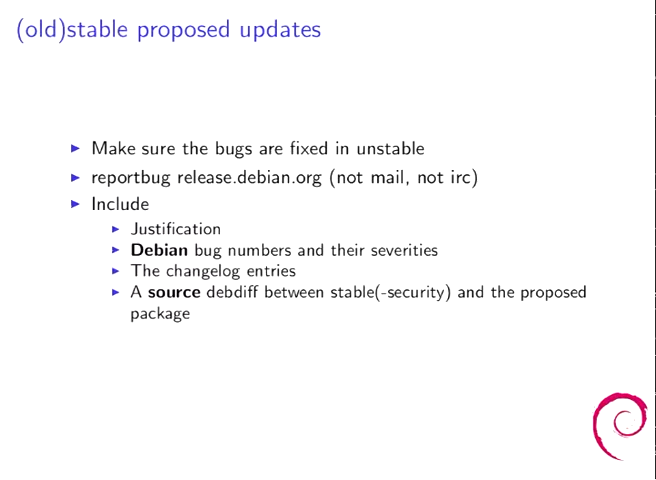 (old)stable proposed updates
Make sure the bugs are fixed in unstable
reportbug release.debian.org (not mail, not irc)
Include
Justification
Debian bug numbers and their severities
The changelog entries
A source debdiff between stable(-security) and the proposed
package